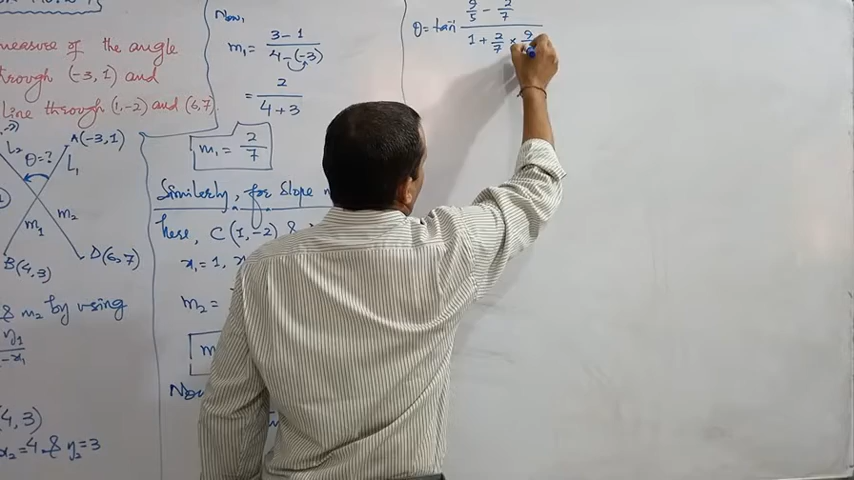 measure of the angle
through (-3, 1) and
Line through (1, -2) and (6, 7)
L₂ θ=? A(-3, 1)
L₁
m₁ m₂
B(4, 3) D(6, 7)
& m₂ by using
y₁
- x₁
4, 3)
x₂ = 4 & y₂ = 3
Now,
m₁ = 3 - 1 / 4 - (-3)
= 2 / 4 + 3
m₁ = 2/7
Similarly, for Slope
here, C(1, -2) &
x₁ = 1,
m₂ =
Now
θ = tan⁻¹ 9/5 - 2/7 / 1 + 2/7 × 9